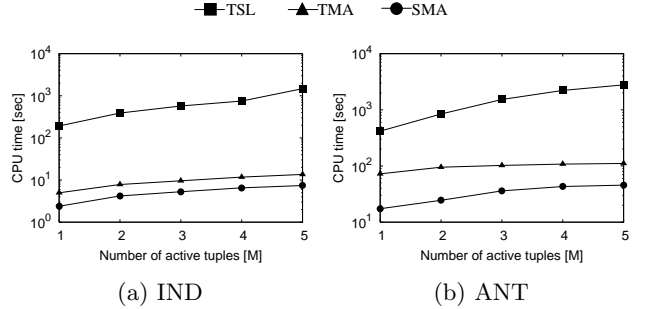 TSL TMA SMA
10^4
10^3
10^2
10^1
10^0
CPU time [sec]
1 2 3 4 5
Number of active tuples [M]
(a) IND
10^4
10^3
10^2
10^1
CPU time [sec]
1 2 3 4 5
Number of active tuples [M]
(b) ANT